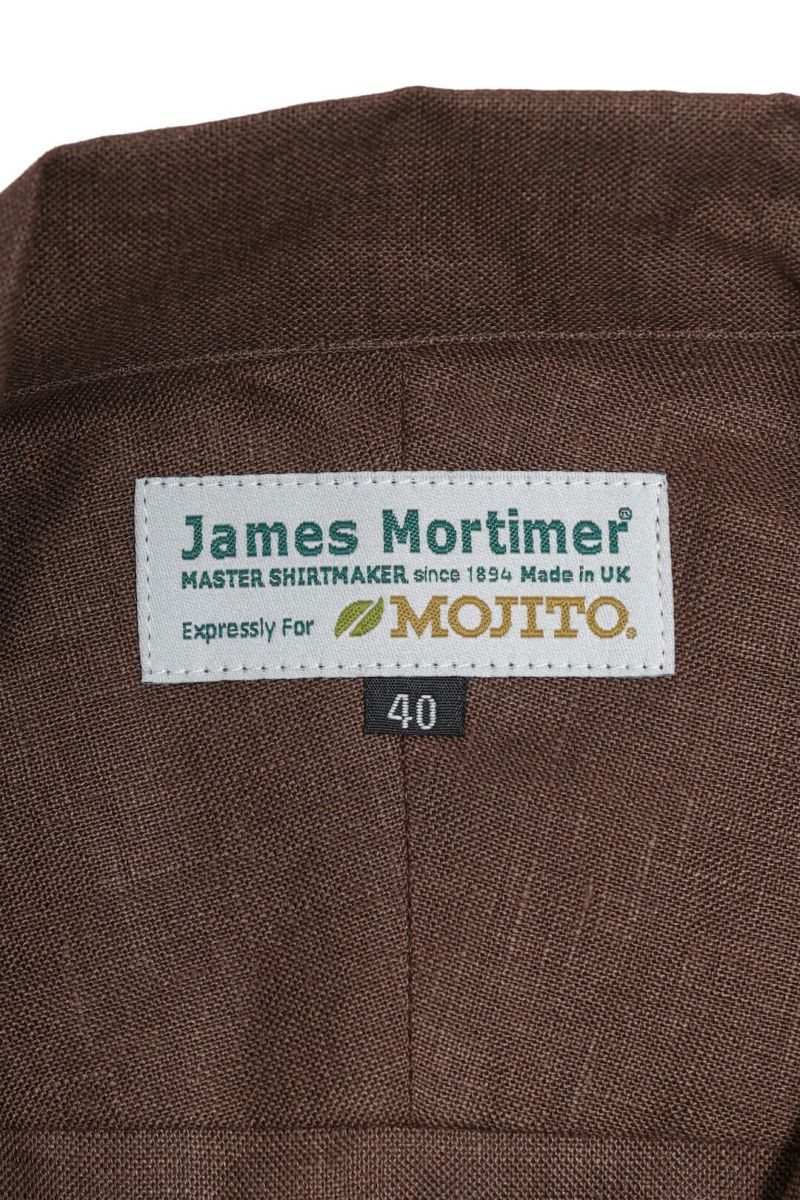 James Mortimer®
MASTER SHIRTMAKER since 1894 Made in UK
Expressly For MOJITO®
40